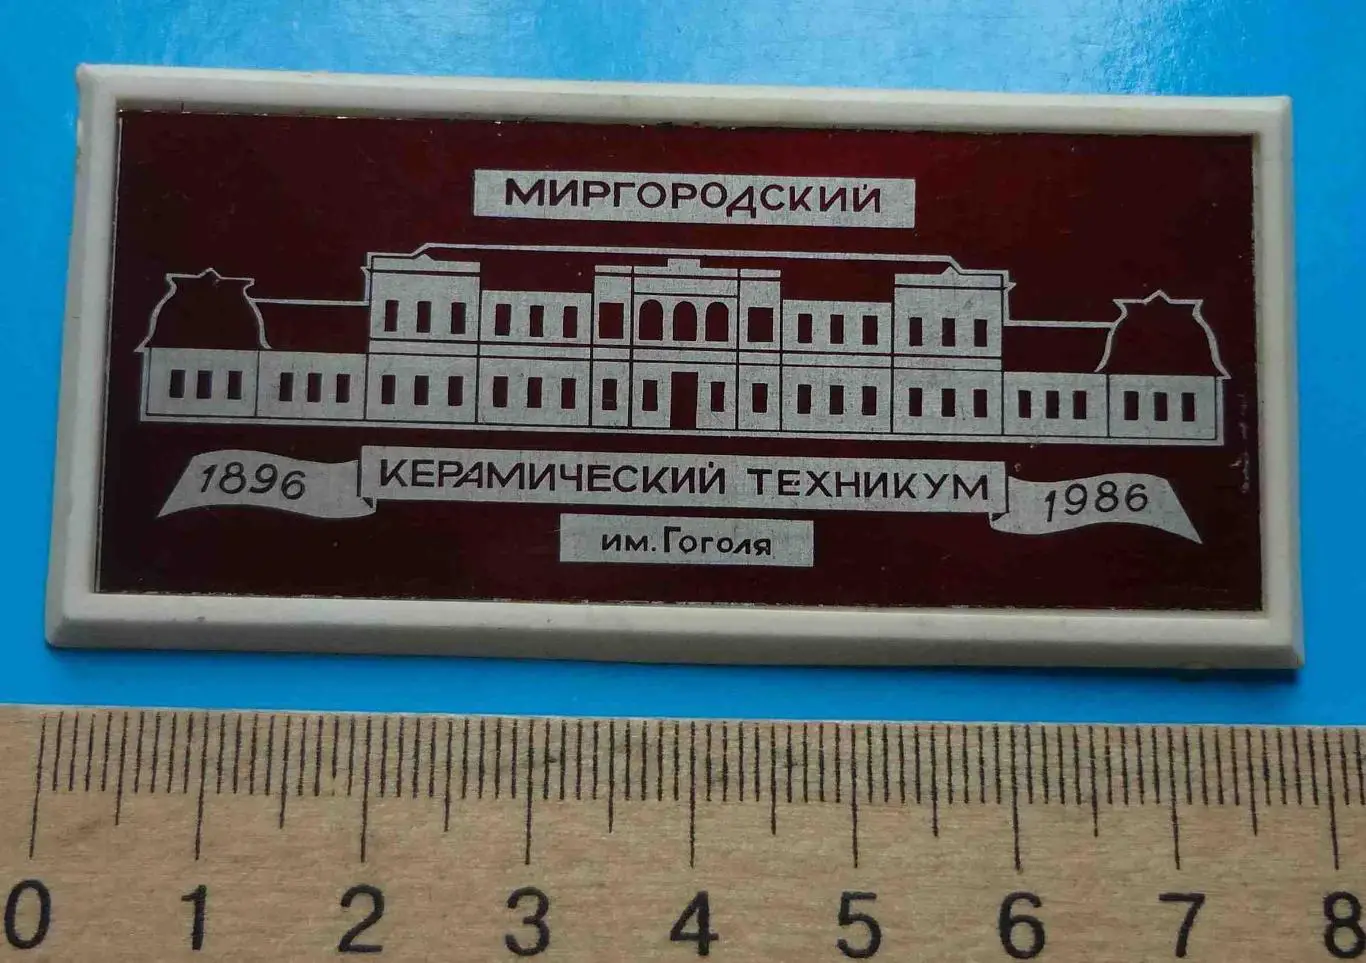 МИРГОРОДСКИЙ
1896 КЕРАМИЧЕСКИЙ ТЕХНИКУМ 1986
им. Гоголя
0 1 2 3 4 5 6 7 8